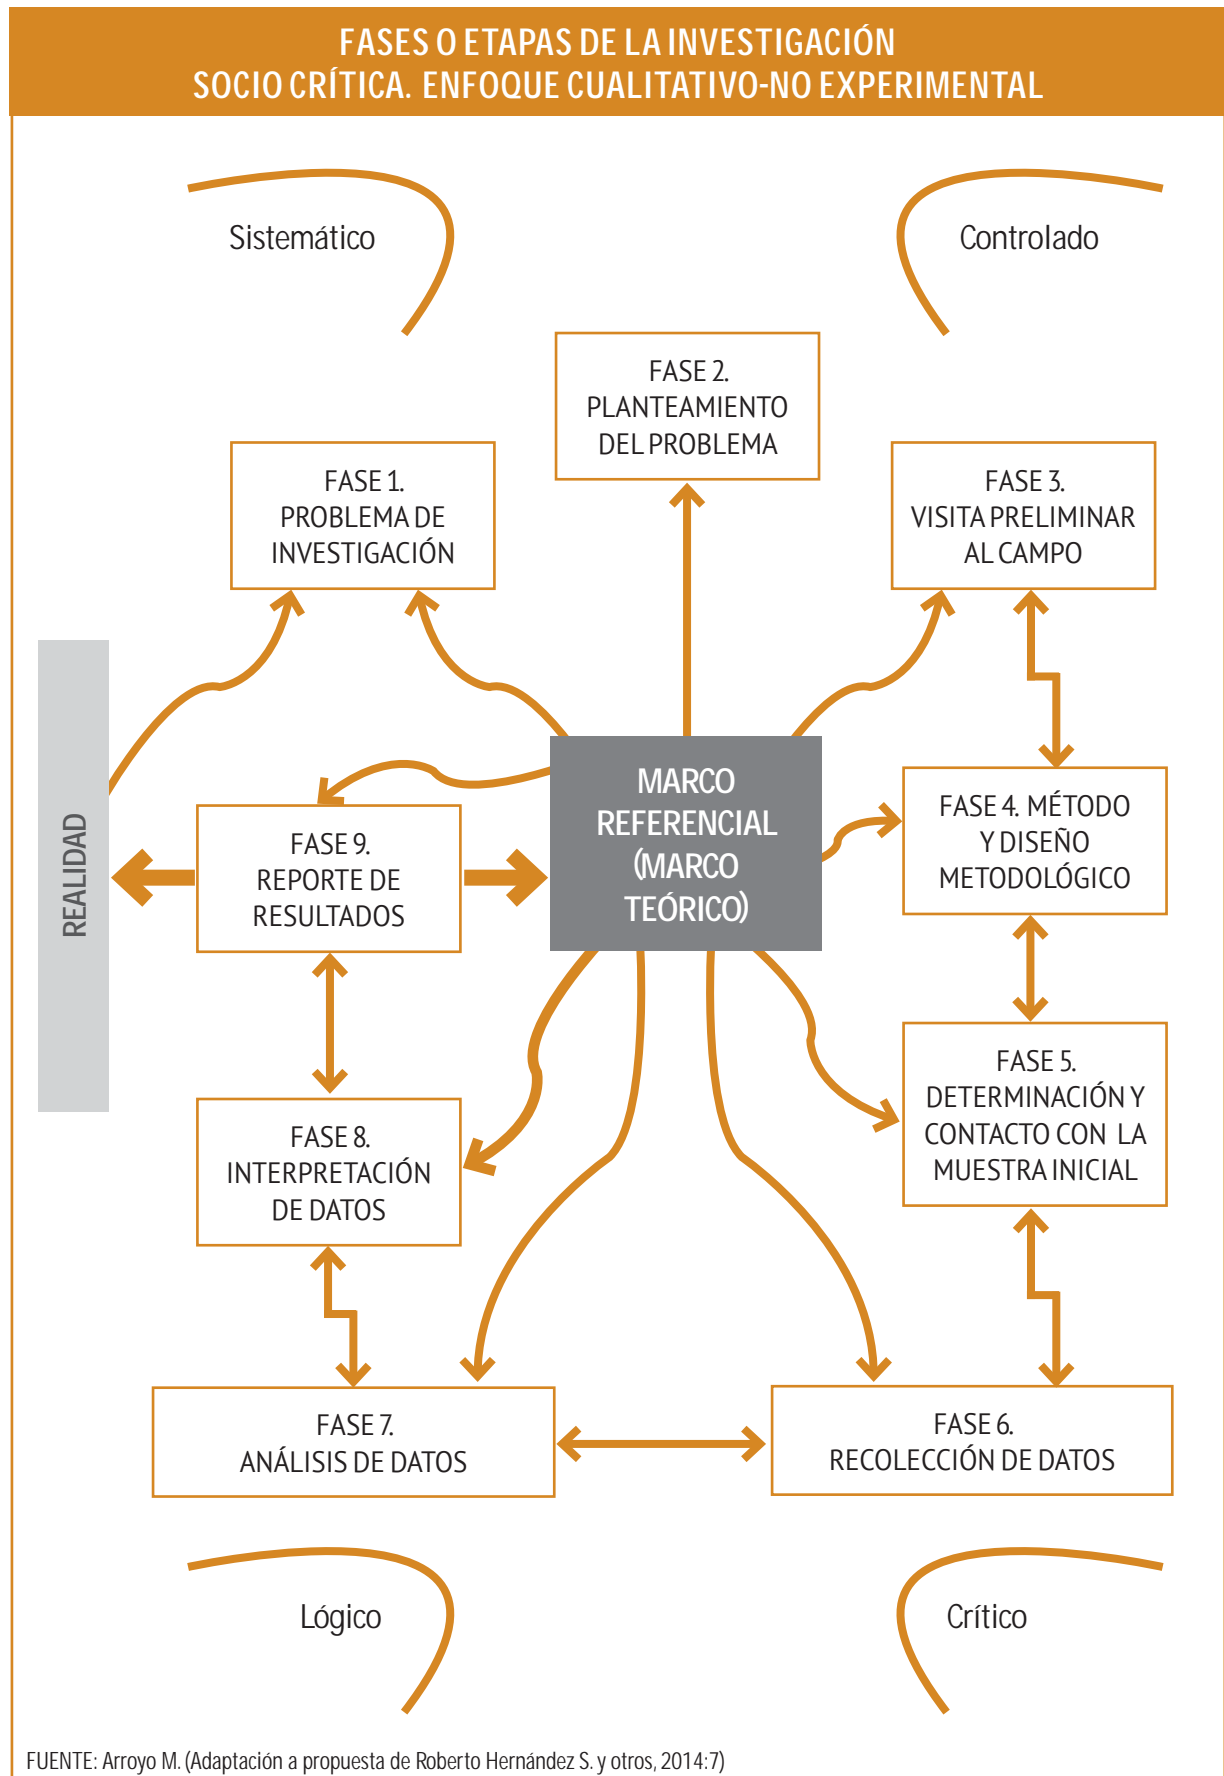 FASES O ETAPAS DE LA INVESTIGACIÓN
SOCIO CRÍTICA. ENFOQUE CUALITATIVO-NO EXPERIMENTAL
Sistemático
Controlado
FASE 2.
PLANTEAMIENTO
DEL PROBLEMA
FASE 1.
PROBLEMA DE
INVESTIGACIÓN
FASE 3.
VISITA PRELIMINAR
AL CAMPO
REALIDAD
MARCO
REFERENCIAL
(MARCO
TEÓRICO)
FASE 4. MÉTODO
Y DISEÑO
METODOLÓGICO
FASE 9.
REPORTE DE
RESULTADOS
FASE 5.
DETERMINACIÓN Y
CONTACTO CON LA
MUESTRA INICIAL
FASE 8.
INTERPRETACIÓN
DE DATOS
FASE 7.
ANÁLISIS DE DATOS
FASE 6.
RECOLECCIÓN DE DATOS
Lógico
Crítico
FUENTE: Arroyo M. (Adaptación a propuesta de Roberto Hernández S. y otros, 2014:7)